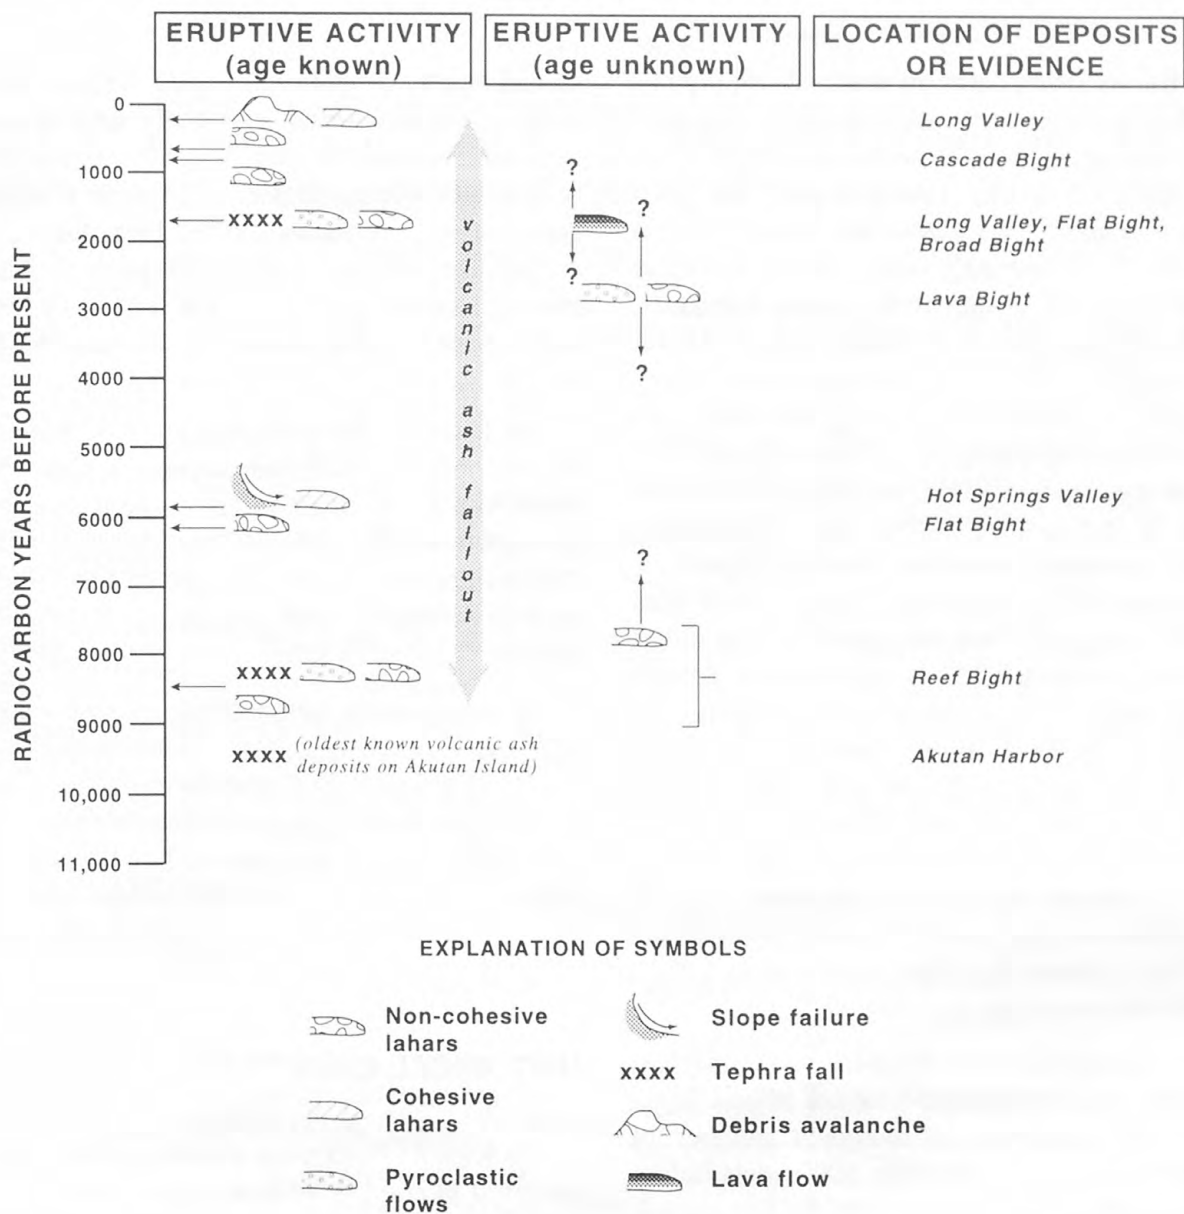 ERUPTIVE ACTIVITY
(age known)
ERUPTIVE ACTIVITY
(age unknown)
LOCATION OF DEPOSITS
OR EVIDENCE
RADIOCARBON YEARS BEFORE PRESENT
0
1000
2000
3000
4000
5000
6000
7000
8000
9000
10,000
11,000
xxxx
xxxx
xxxx
(oldest known volcanic ash
deposits on Akutan Island)
volcanic ash fallout
?
?
?
?
?
Long Valley
Cascade Bight
Long Valley, Flat Bight,
Broad Bight
Lava Bight
Hot Springs Valley
Flat Bight
Reef Bight
Akutan Harbor
EXPLANATION OF SYMBOLS
Non-cohesive
lahars
Cohesive
lahars
Pyroclastic
flows
Slope failure
xxxx Tephra fall
Debris avalanche
Lava flow